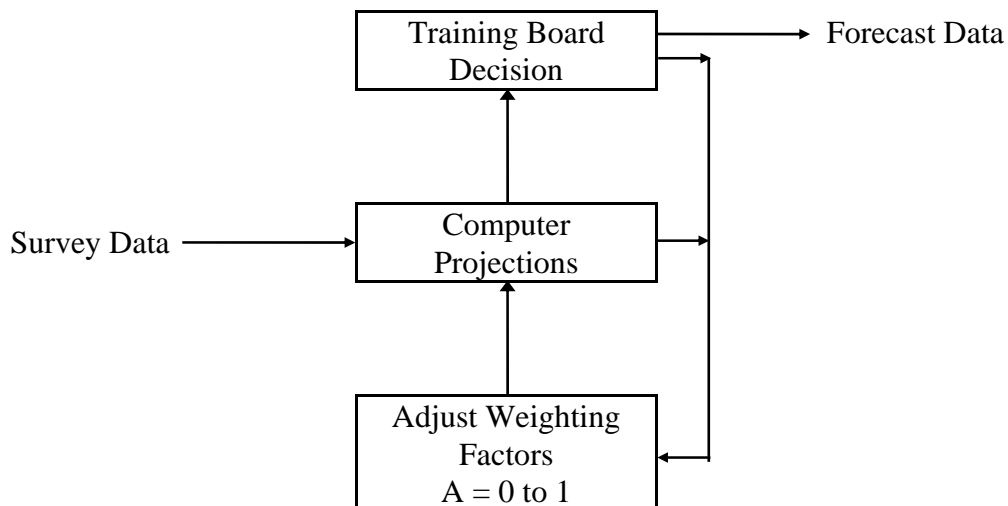 Training Board
Decision
Forecast Data
Computer
Projections
Survey Data
Adjust Weighting
Factors
A = 0 to 1